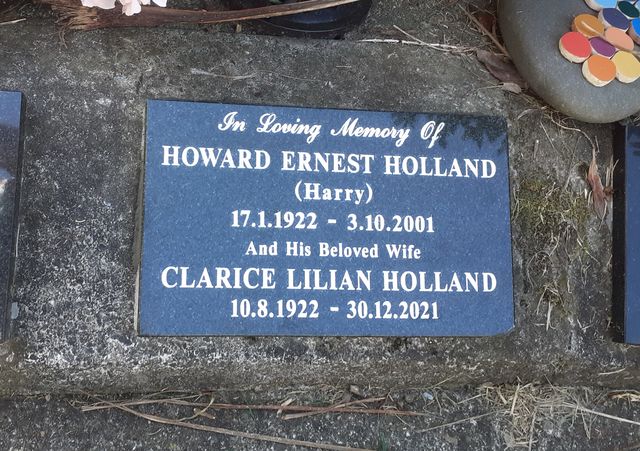 In Loving Memory Of
HOWARD ERNEST HOLLAND
(Harry)
17.1.1922 - 3.10.2001
And His Beloved Wife
CLARICE LILIAN HOLLAND
10.8.1922 - 30.12.2021